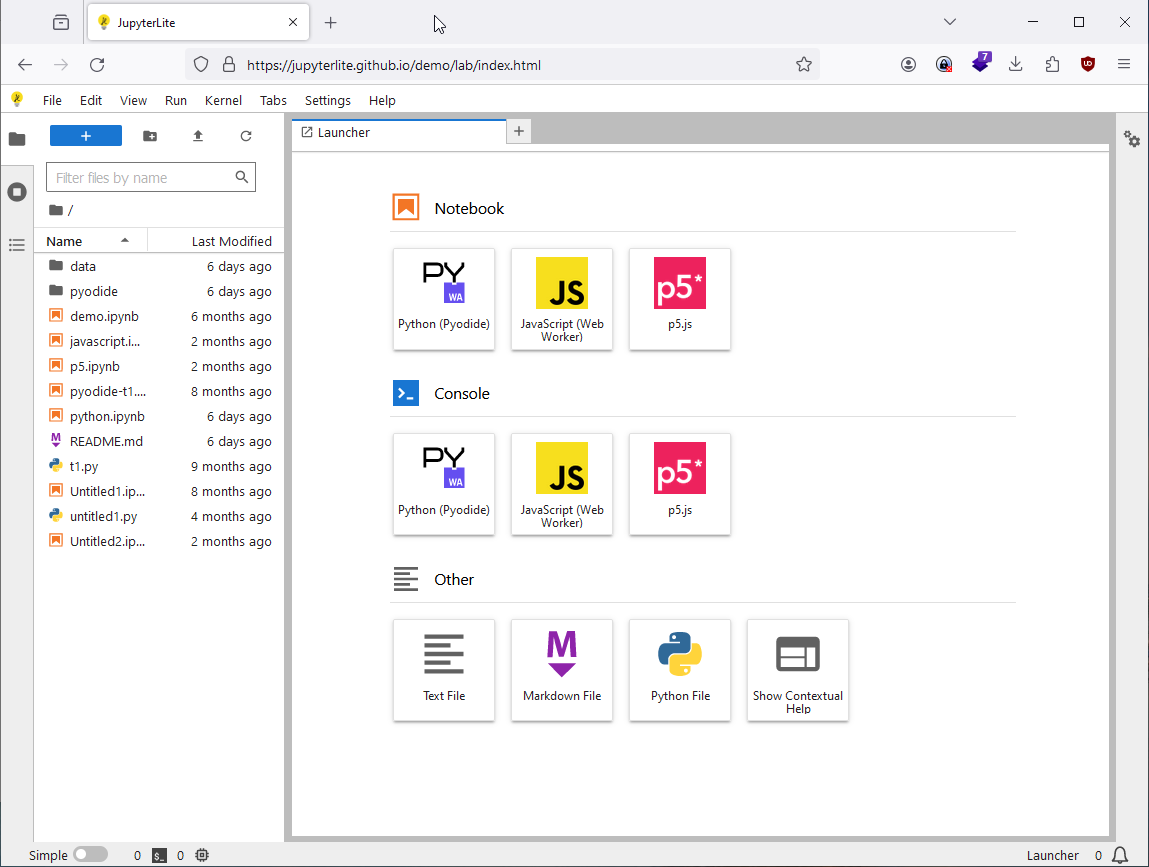 JupyterLite
https://jupyterlite.github.io/demo/lab/index.html
7
UD
File Edit View Run Kernel Tabs Settings Help
+
Launcher
Filter files by name
/
Name Last Modified
data 6 days ago
pyodide 6 days ago
demo.ipynb 6 months ago
javascript.i... 2 months ago
p5.ipynb 2 months ago
pyodide-t1.... 8 months ago
python.ipynb 6 days ago
README.md 6 days ago
t1.py 9 months ago
Untitled1.ip... 8 months ago
untitled1.py 4 months ago
Untitled2.ip... 2 months ago
Notebook
PY WA
Python (Pyodide)
JS
JavaScript (Web
Worker)
p5*
p5.js
Console
PY WA
Python (Pyodide)
JS
JavaScript (Web
Worker)
p5*
p5.js
Other
Text File
M
Markdown File
Python File
Show Contextual
Help
Simple 0 $_ 0
Launcher 0